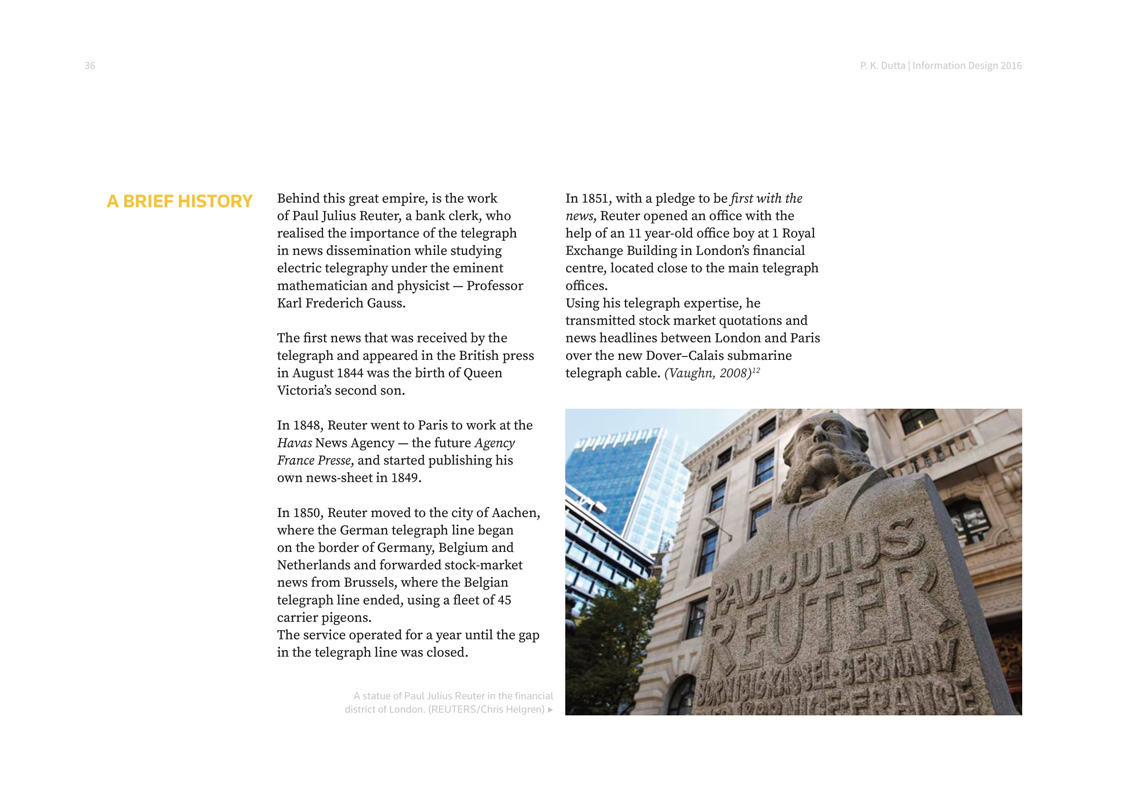 36
P. K. Dutta | Information Design 2016
A BRIEF HISTORY
Behind this great empire, is the work
of Paul Julius Reuter, a bank clerk, who
realised the importance of the telegraph
in news dissemination while studying
electric telegraphy under the eminent
mathematician and physicist — Professor
Karl Frederich Gauss.
The first news that was received by the
telegraph and appeared in the British press
in August 1844 was the birth of Queen
Victoria’s second son.
In 1848, Reuter went to Paris to work at the
Havas News Agency — the future Agency
France Presse, and started publishing his
own news-sheet in 1849.
In 1850, Reuter moved to the city of Aachen,
where the German telegraph line began
on the border of Germany, Belgium and
Netherlands and forwarded stock-market
news from Brussels, where the Belgian
telegraph line ended, using a fleet of 45
carrier pigeons.
The service operated for a year until the gap
in the telegraph line was closed.
In 1851, with a pledge to be first with the
news, Reuter opened an office with the
help of an 11 year-old office boy at 1 Royal
Exchange Building in London’s financial
centre, located close to the main telegraph
offices.
Using his telegraph expertise, he
transmitted stock market quotations and
news headlines between London and Paris
over the new Dover–Calais submarine
telegraph cable. (Vaughn, 2008)12
PAUL JULIUS
REUTER
BORN 1816 KASSEL·GERMANY
NICE·FRANCE
A statue of Paul Julius Reuter in the financial
district of London. (REUTERS/Chris Helgren) ▸